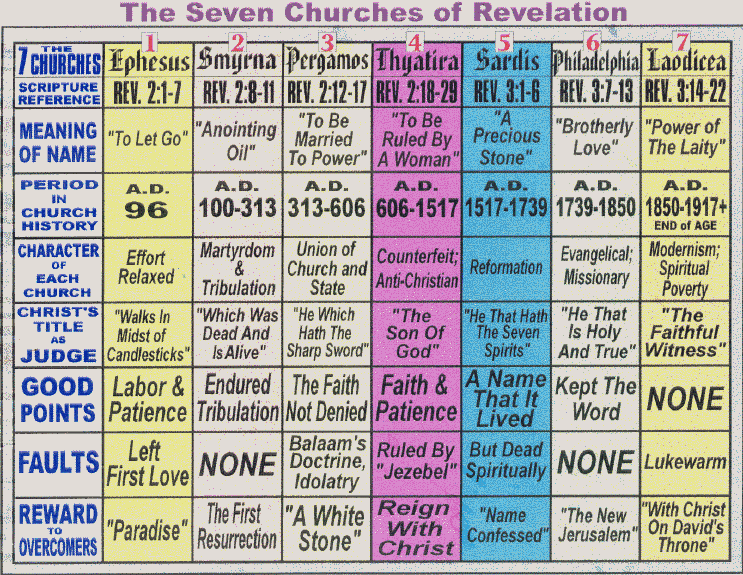 The Seven Churches of Revelation
THE
7 CHURCHES
SCRIPTURE
REFERENCE
1
Ephesus
REV. 2:1-7
2
Smyrna
REV. 2:8-11
3
Pergamos
REV. 2:12-17
4
Thyatira
REV. 2:18-29
5
Sardis
REV. 3:1-6
6
Philadelphia
REV. 3:7-13
7
Laodicea
REV. 3:14-22
MEANING
OF NAME
"To Let Go"
"Anointing
Oil"
"To Be
Married
To Power"
"To Be
Ruled By
A Woman"
"A
Precious
Stone"
"Brotherly
Love"
"Power of
The Laity"
PERIOD
IN
CHURCH
HISTORY
A.D.
96
A.D.
100-313
A.D.
313-606
A.D.
606-1517
A.D.
1517-1739
A.D.
1739-1850
A.D.
1850-1917+
END of AGE
CHARACTER
OF
EACH
CHURCH
Effort
Relaxed
Martyrdom
&
Tribulation
Union of
Church and
State
Counterfeit;
Anti-Christian
Reformation
Evangelical;
Missionary
Modernism;
Spiritual
Poverty
CHRIST'S
TITLE
AS
JUDGE
"Walks In
Midst of
Candlesticks"
"Which Was
Dead And
Is Alive"
"He Which
Hath The
Sharp Sword"
"The
Son Of
God"
"He That Hath
The Seven
Spirits"
"He That
Is Holy
And True"
"The
Faithful
Witness"
GOOD
POINTS
Labor &
Patience
Endured
Tribulation
The Faith
Not Denied
Faith &
Patience
A Name
That It
Lived
Kept The
Word
NONE
FAULTS
Left
First Love
NONE
Balaam's
Doctrine,
Idolatry
Ruled By
"Jezebel"
But Dead
Spiritually
NONE
Lukewarm
REWARD
TO
OVERCOMERS
"Paradise"
The First
Resurrection
"A White
Stone"
Reign
With
Christ
"Name
Confessed"
"The New
Jerusalem"
"With Christ
On David's
Throne"